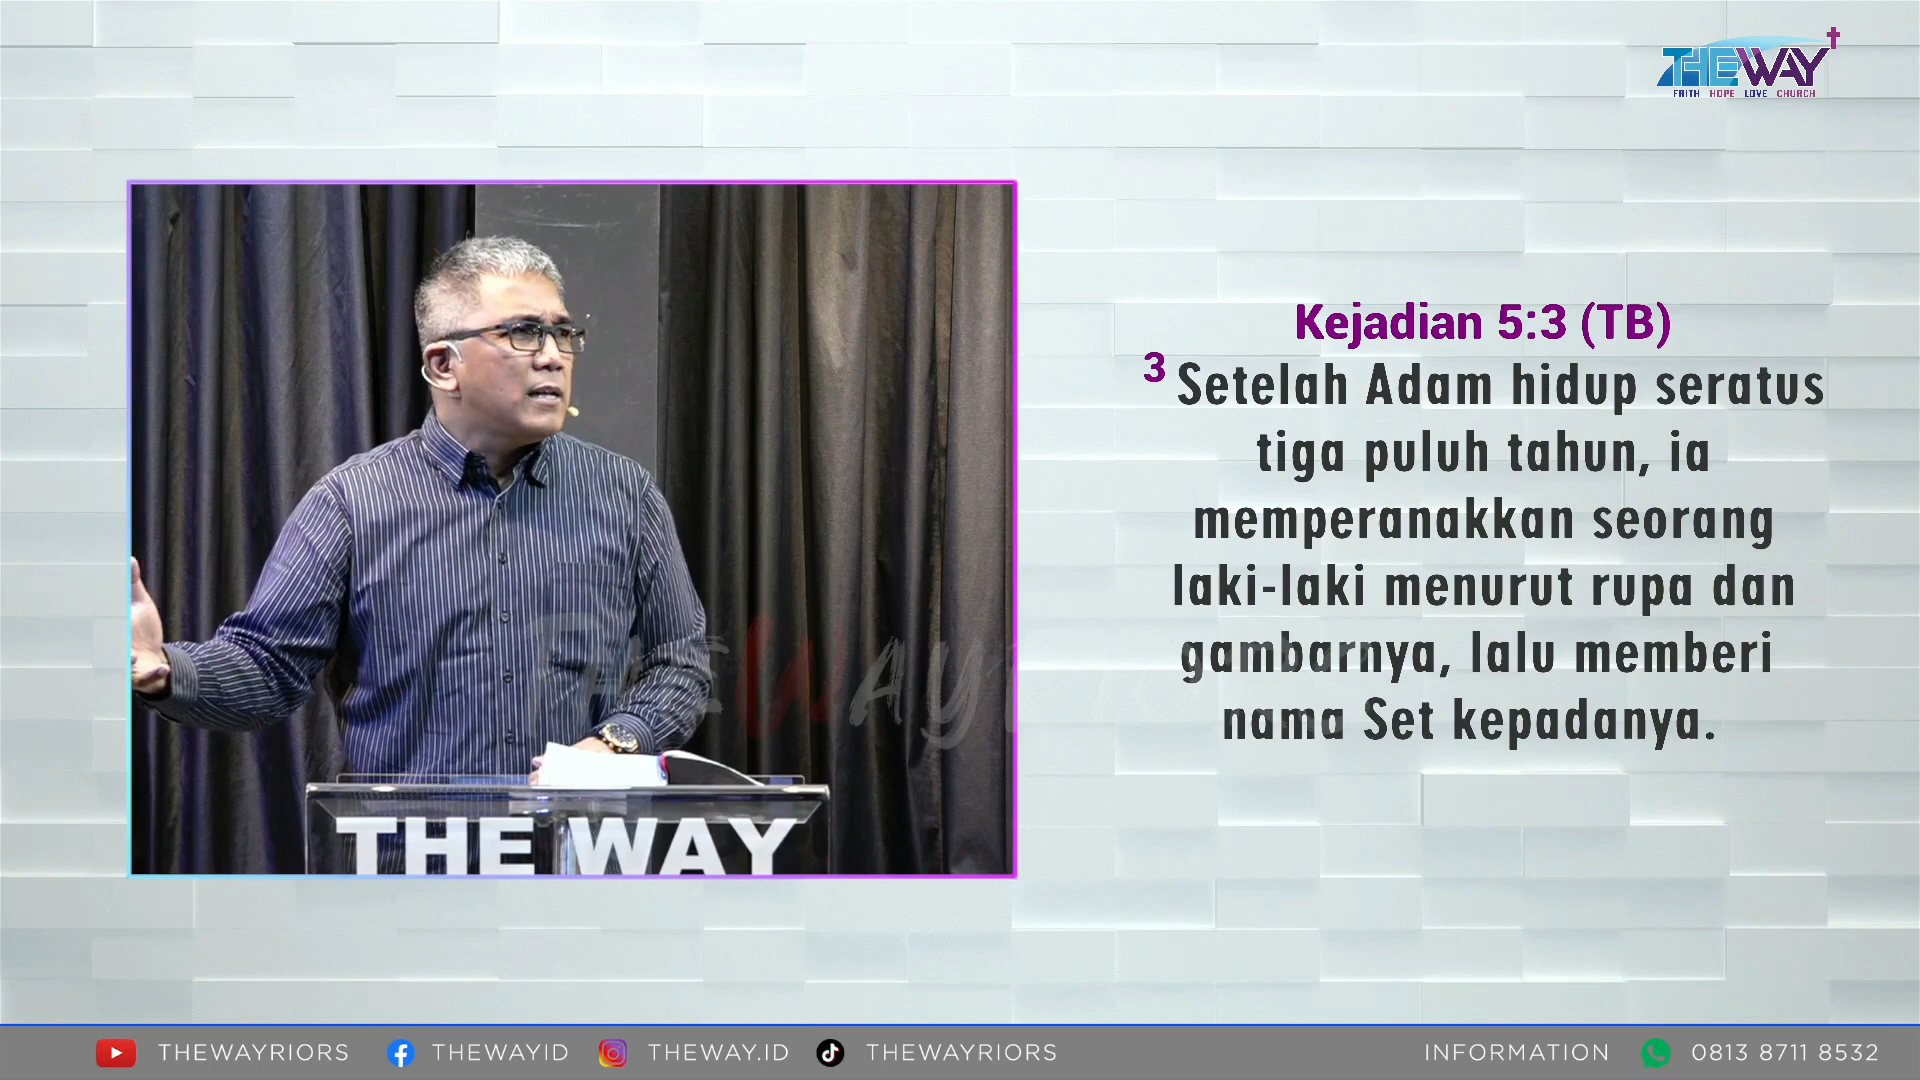 THEWAY
FAITH HOPE LOVE CHURCH
Kejadian 5:3 (TB)
3 Setelah Adam hidup seratus
tiga puluh tahun, ia
memperanakkan seorang
laki-laki menurut rupa dan
gambarnya, lalu memberi
nama Set kepadanya.
THE WAY
THEWAYRIORS THEWAYID THEWAY.ID THEWAYRIORS INFORMATION 0813 8711 8532